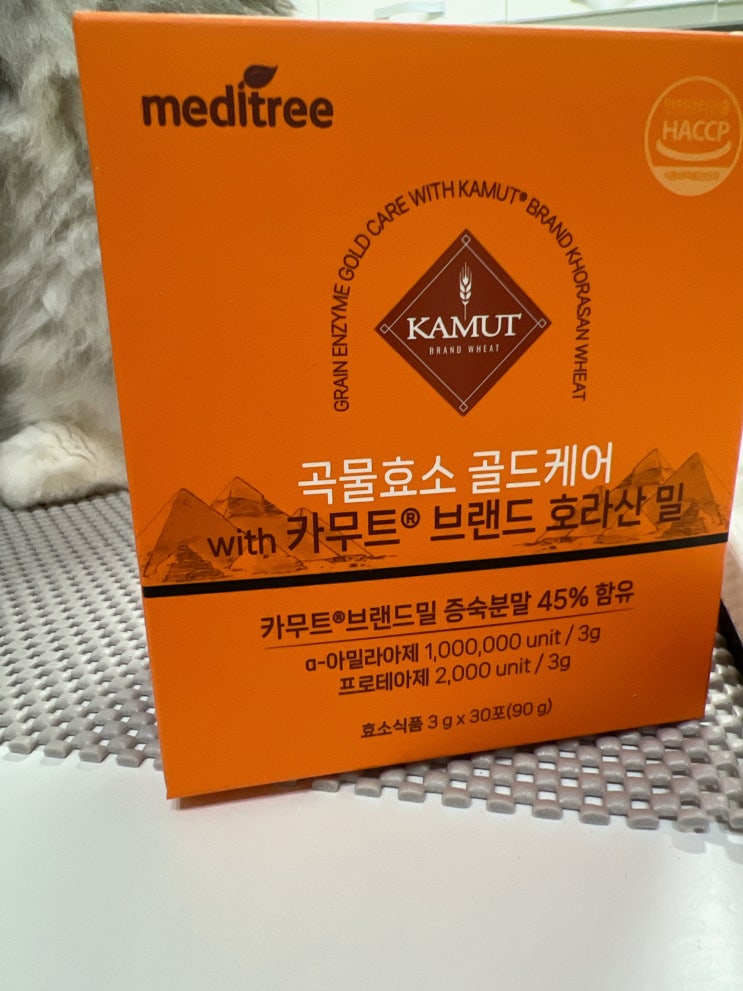 meditree
HACCP
GRAIN ENZYME GOLD CARE WITH KAMUT® BRAND KHORASAN WHEAT
KAMUT
BRAND WHEAT
곡물효소 골드케어
with 카무트® 브랜드 호라산 밀
카무트®브랜드밀 증숙분말 45% 함유
α-아밀라아제 1,000,000 unit / 3g
프로테아제 2,000 unit / 3g
효소식품 3 g x 30포(90 g)